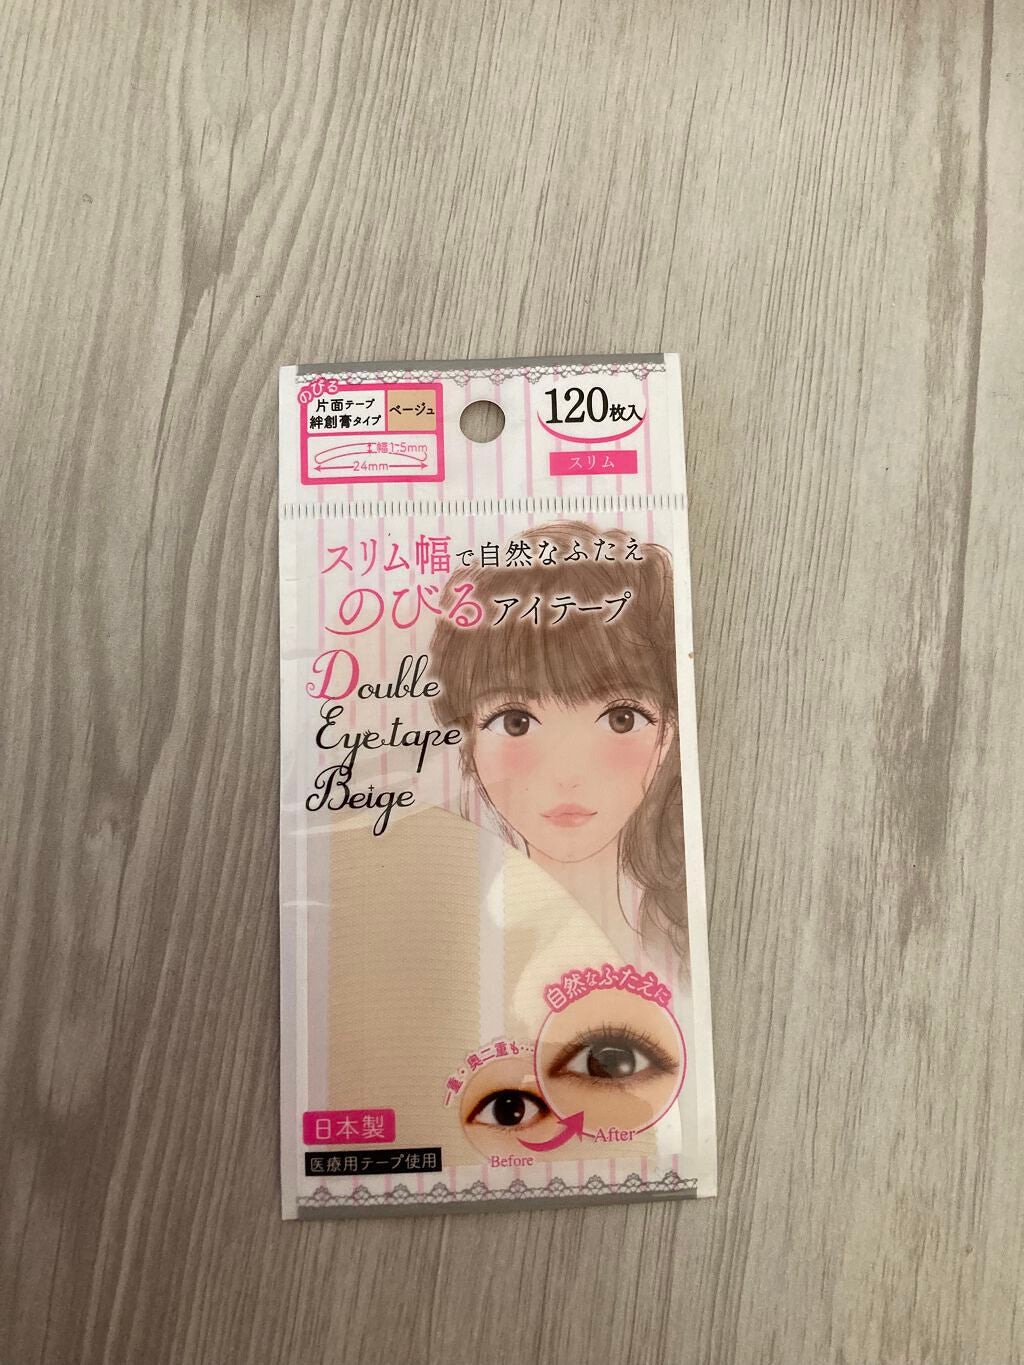 のびる
片面テープ
絆創膏タイプ
ベージュ
幅1.5mm
24mm
120枚入
スリム
スリム幅で自然なふたえ
のびるアイテープ
Double
Eye tape
Beige
自然なふたえに
一重・奥二重も…
After
Before
日本製
医療用テープ使用